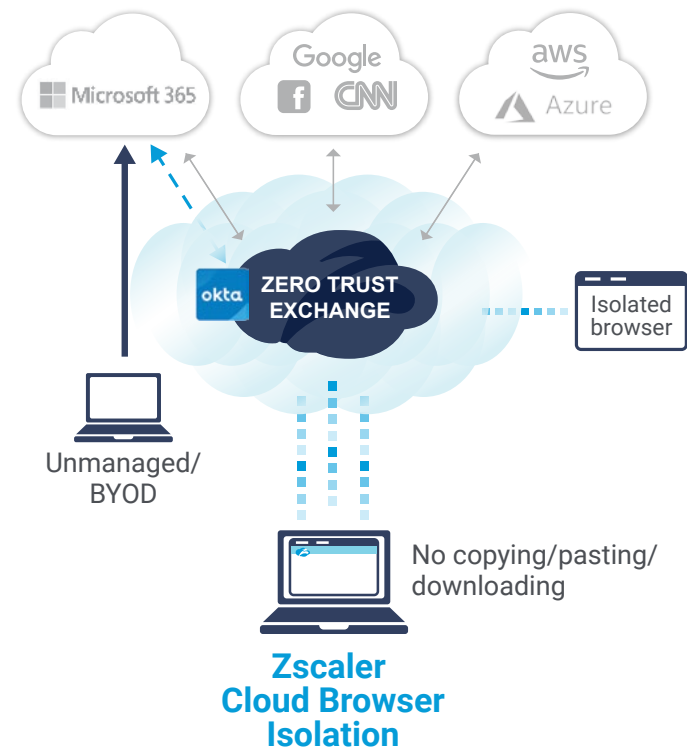 Microsoft 365
Google
f
CNN
aws
Azure
okta
ZERO TRUST
EXCHANGE
Isolated
browser
Unmanaged/
BYOD
No copying/pasting/
downloading
Zscaler
Cloud Browser
Isolation